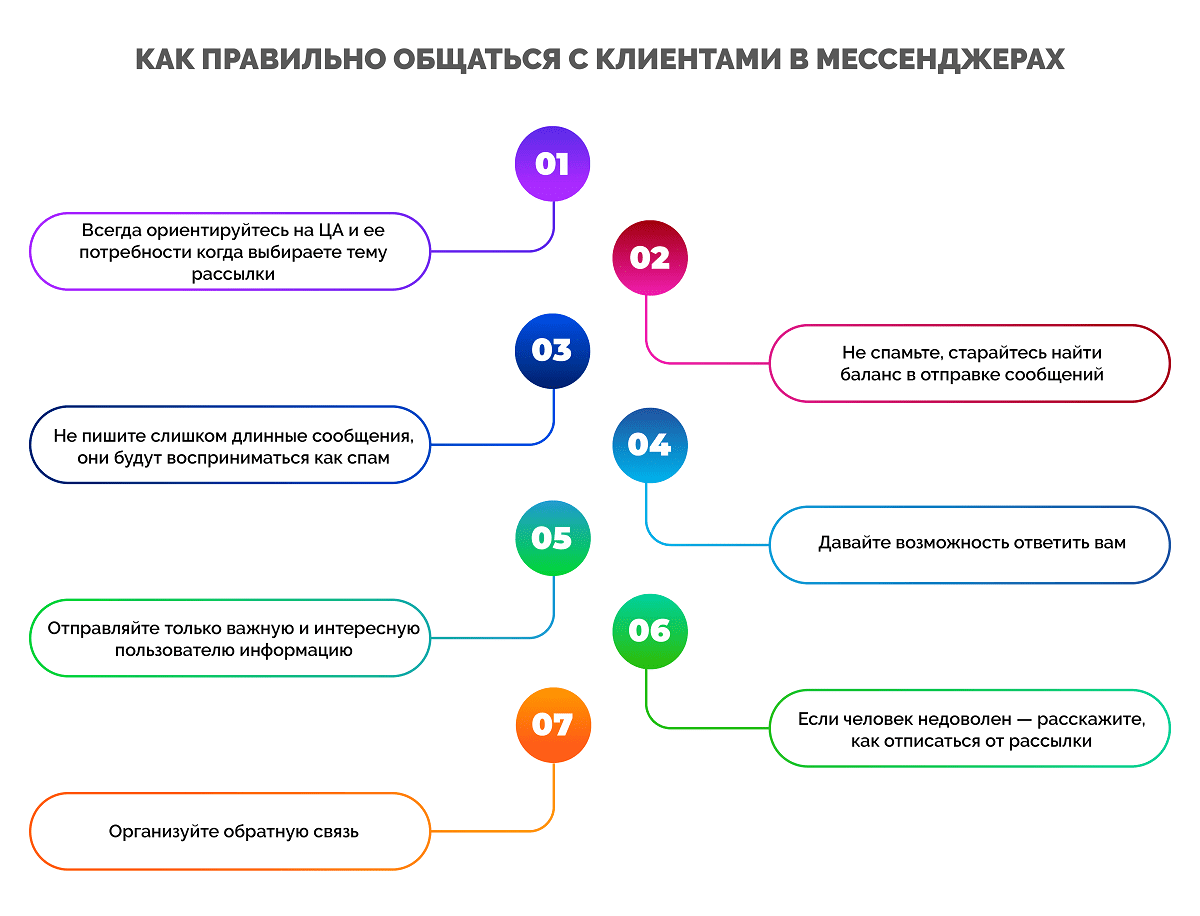 КАК ПРАВИЛЬНО ОБЩАТЬСЯ С КЛИЕНТАМИ В МЕССЕНДЖЕРАХ
01
Всегда ориентируйтесь на ЦА и ее
потребности когда выбираете тему
рассылки
02
Не спамьте, старайтесь найти
баланс в отправке сообщений
03
Не пишите слишком длинные сообщения,
они будут восприниматься как спам
04
Давайте возможность ответить вам
05
Отправляйте только важную и интересную
пользователю информацию
06
Если человек недоволен — расскажите,
как отписаться от рассылки
07
Организуйте обратную связь